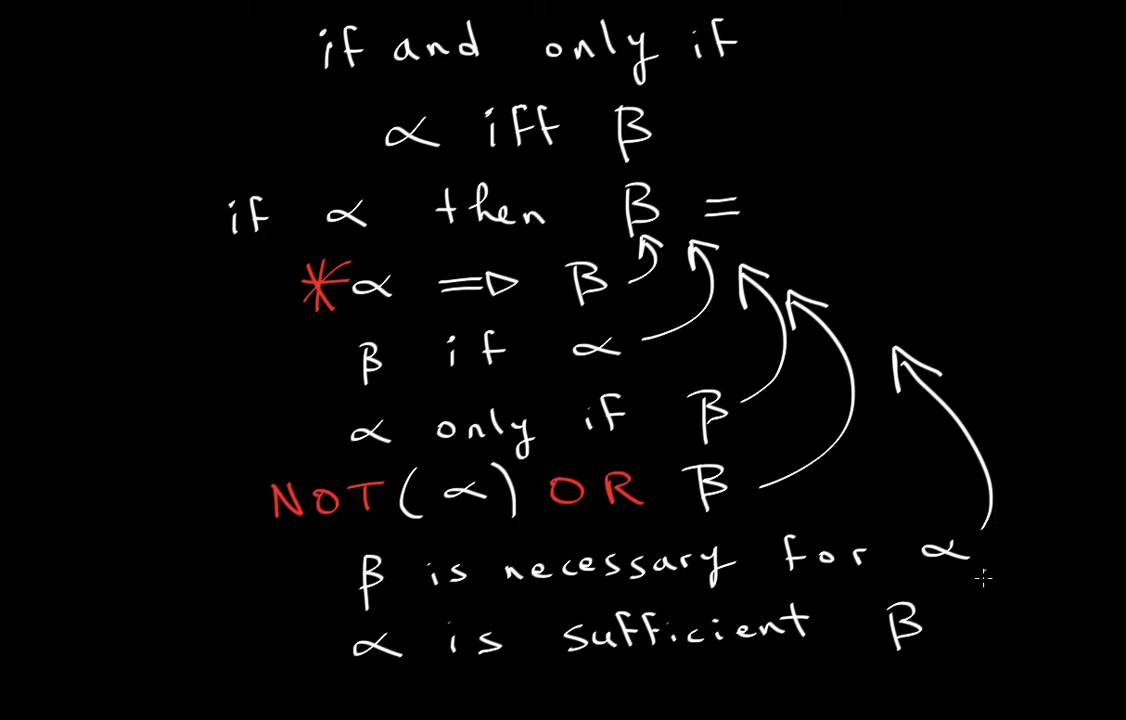 if and only if
α iff β
if α then β =
*α => β
β if α
α only if β
NOT(α) OR β
β is necessary for α
α is sufficient β